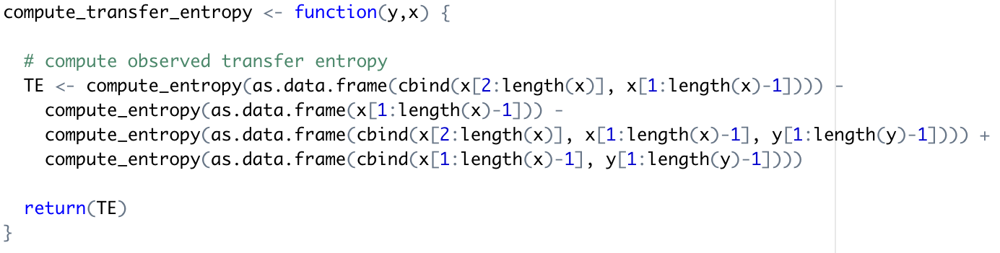 compute_transfer_entropy <- function(y,x) {
# compute observed transfer entropy
TE <- compute_entropy(as.data.frame(cbind(x[2:length(x)], x[1:length(x)-1]))) -
compute_entropy(as.data.frame(x[1:length(x)-1])) -
compute_entropy(as.data.frame(cbind(x[2:length(x)], x[1:length(x)-1], y[1:length(y)-1]))) +
compute_entropy(as.data.frame(cbind(x[1:length(x)-1], y[1:length(y)-1])))
return(TE)
}